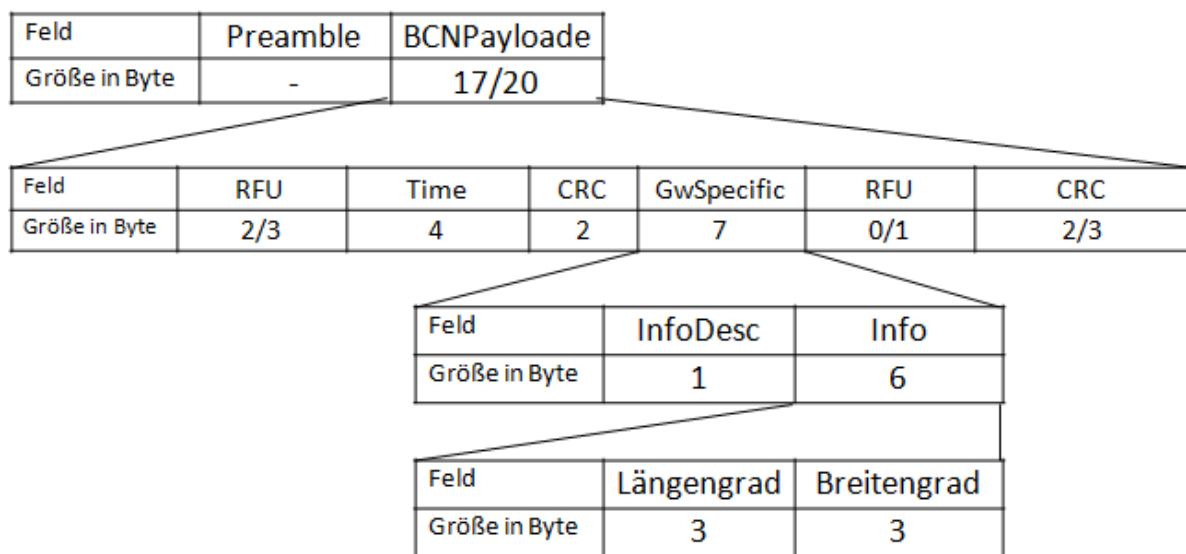 Feld Preamble BCNPayloade
Größe in Byte - 17/20
Feld RFU Time CRC GwSpecific RFU CRC
Größe in Byte 2/3 4 2 7 0/1 2/3
Feld InfoDesc Info
Größe in Byte 1 6
Feld Längengrad Breitengrad
Größe in Byte 3 3